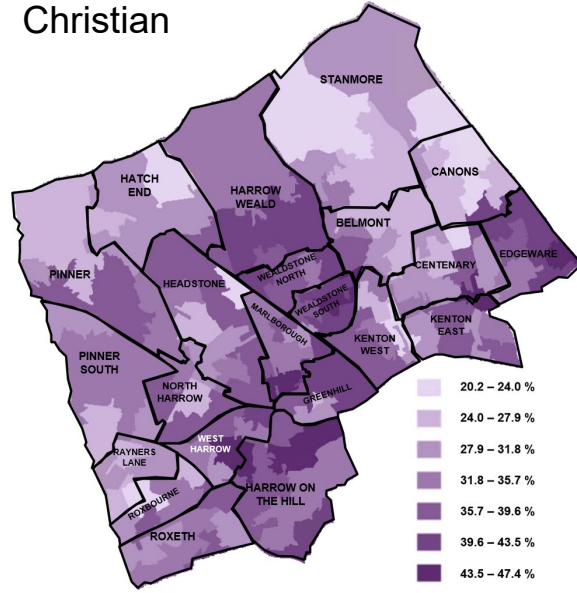 Christian
STANMORE
HATCH
END
CANONS
HARROW
WEALD
BELMONT
EDGEWARE
CENTENARY
PINNER
HEADSTONE
WEALDSTONE
NORTH
WEALDSTONE
SOUTH
MARLBOROUGH
KENTON
EAST
KENTON
WEST
PINNER
SOUTH
NORTH
HARROW
GREENHILL
WEST
HARROW
RAYNERS
LANE
ROXBOURNE
HARROW ON
THE HILL
ROXETH
20.2 – 24.0 %
24.0 – 27.9 %
27.9 – 31.8 %
31.8 – 35.7 %
35.7 – 39.6 %
39.6 – 43.5 %
43.5 – 47.4 %